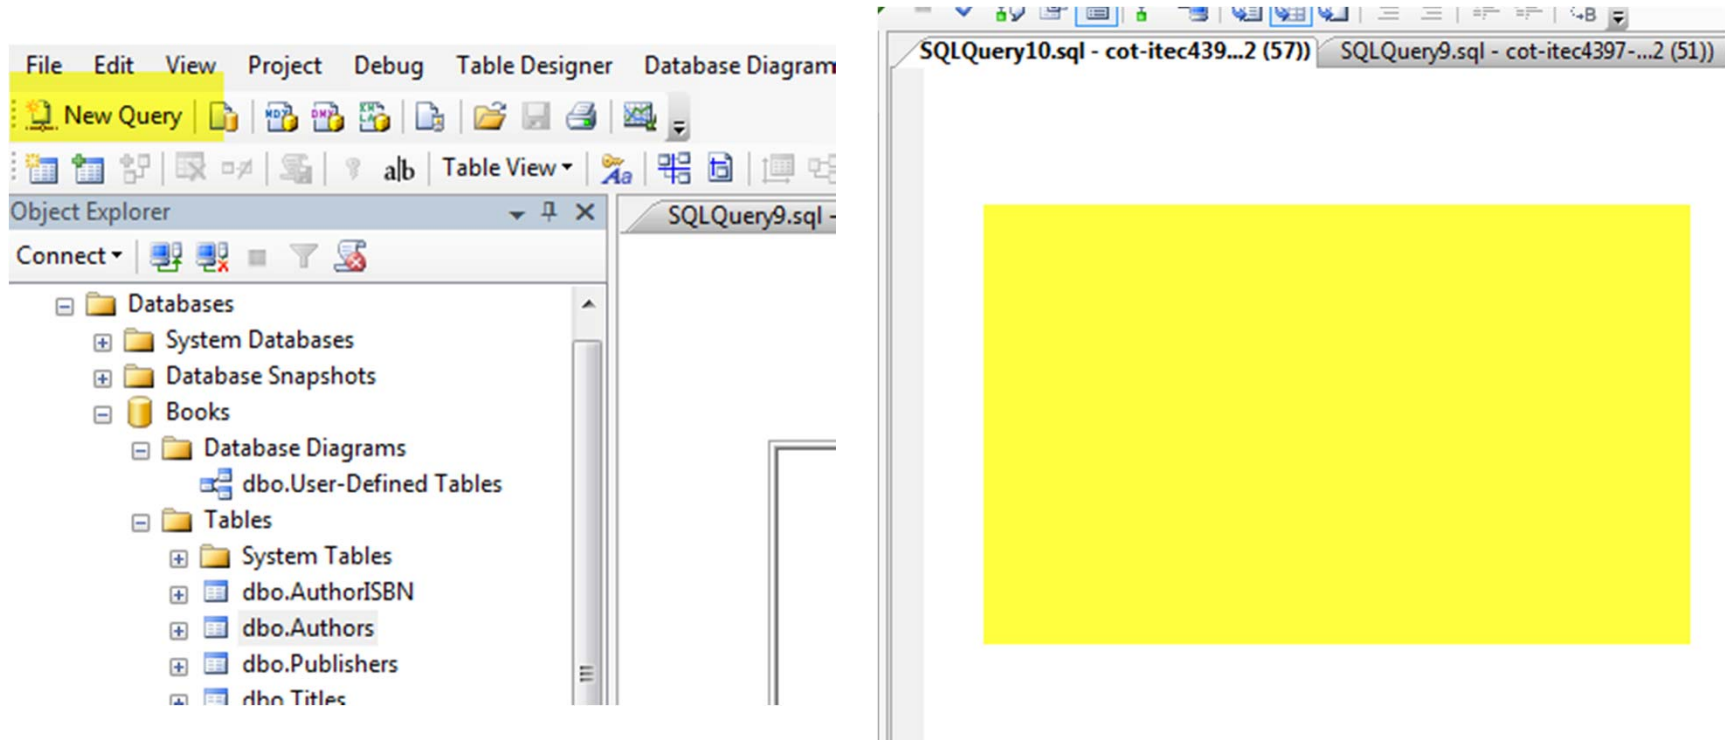 File Edit View Project Debug Table Designer Database Diagram
New Query
a|b Table View
Object Explorer
SQLQuery9.sql -
Connect
Databases
System Databases
Database Snapshots
Books
Database Diagrams
dbo.User-Defined Tables
Tables
System Tables
dbo.AuthorISBN
dbo.Authors
dbo.Publishers
dbo.Titles
SQLQuery10.sql - cot-itec439...2 (57))
SQLQuery9.sql - cot-itec4397-...2 (51))